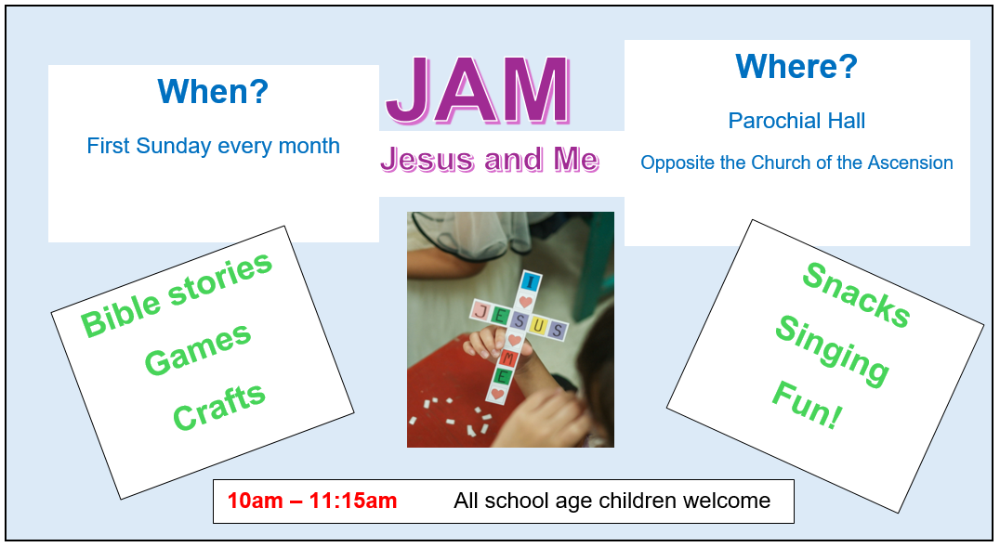 JAM
Jesus and Me
When?
First Sunday every month
Where?
Parochial Hall
Opposite the Church of the Ascension
Bible stories
Games
Crafts
I
JESUS
ME
Snacks
Singing
Fun!
10am – 11:15am All school age children welcome